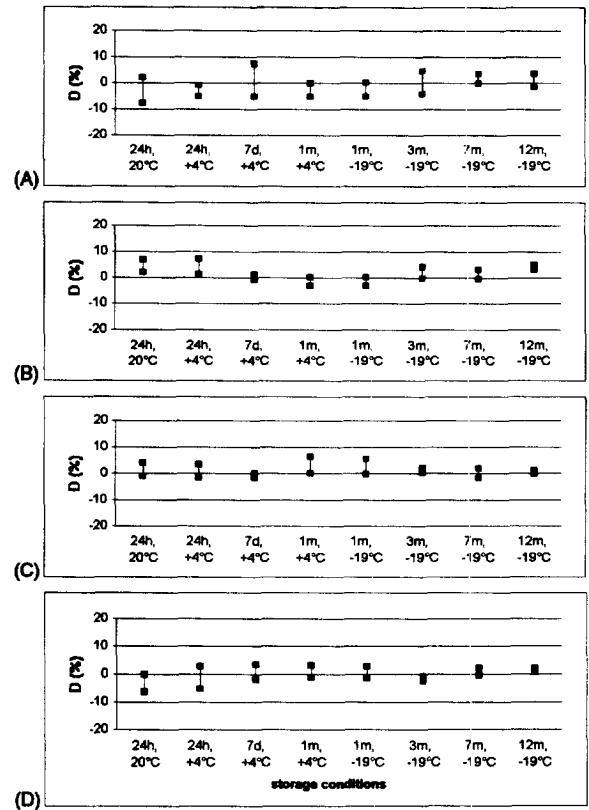 20
10
0
-10
-20
D (%)
24h, 24h, 7d, 1m, 1m, 3m, 7m, 12m,
20°C +4°C +4°C +4°C -19°C -19°C -19°C -19°C
(A)
20
10
0
-10
-20
D (%)
24h, 24h, 7d, 1m, 1m, 3m, 7m, 12m,
20°C +4°C +4°C +4°C -19°C -19°C -19°C -19°C
(B)
20
10
0
-10
-20
D (%)
24h, 24h, 7d, 1m, 1m, 3m, 7m, 12m,
20°C +4°C +4°C +4°C -19°C -19°C -19°C -19°C
(C)
20
10
0
-10
-20
D (%)
24h, 24h, 7d, 1m, 1m, 3m, 7m, 12m,
20°C +4°C +4°C +4°C -19°C -19°C -19°C -19°C
storage conditions
(D)